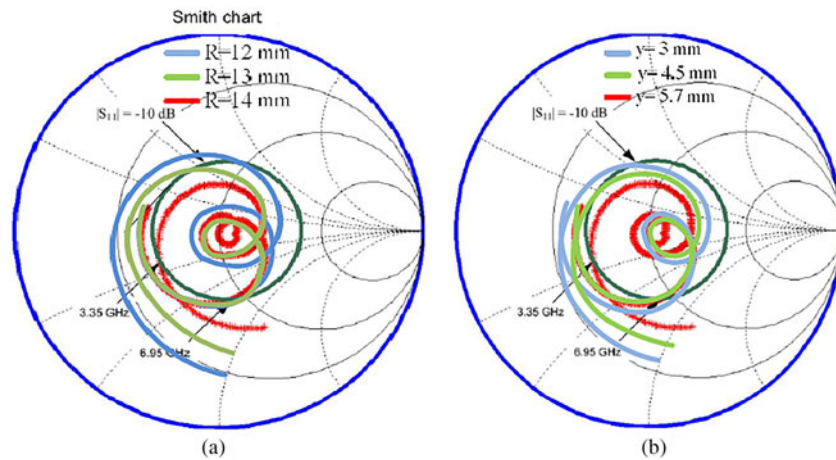 Smith chart
R=12 mm
R=13 mm
R=14 mm
|S11| = -10 dB
3.35 GHz
6.95 GHz
(a)
y=3 mm
y=4.5 mm
y=5.7 mm
|S11| = -10 dB
3.35 GHz
6.95 GHz
(b)